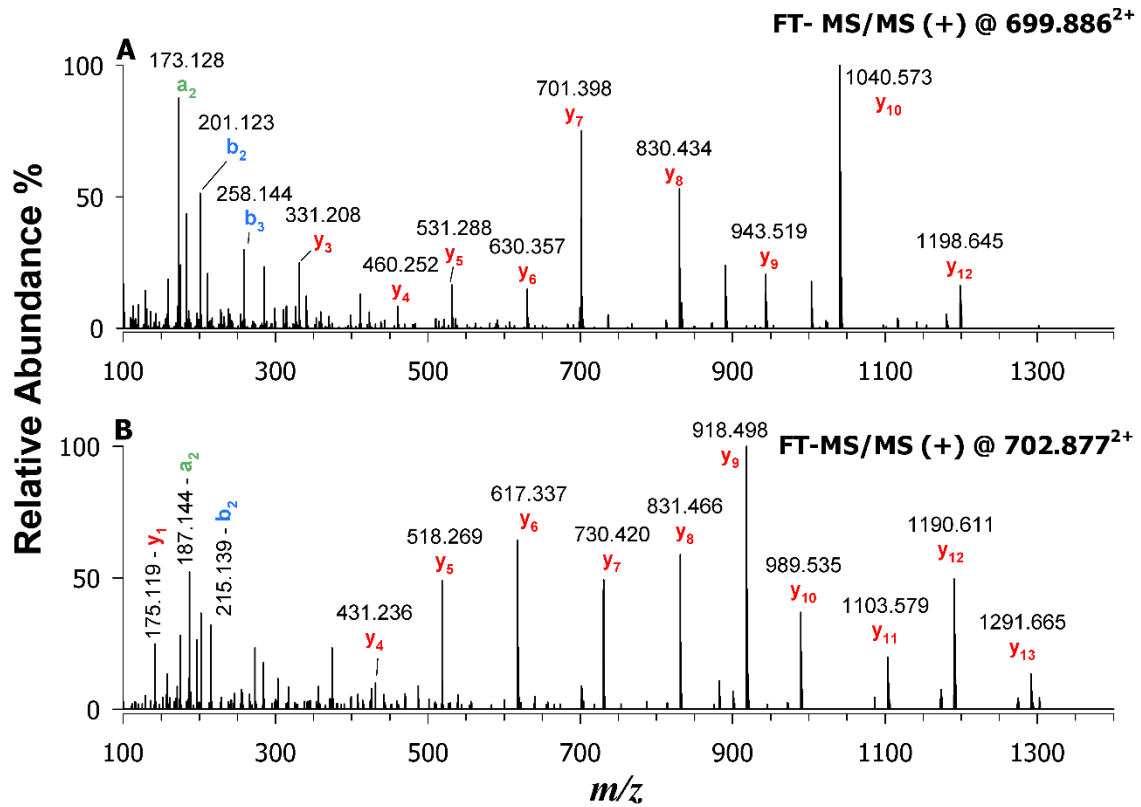 FT- MS/MS (+) @ 699.886²⁺
A
173.128
a₂
201.123
b₂
258.144
b₃
331.208
y₃
460.252
y₄
531.288
y₅
630.357
y₆
701.398
y₇
830.434
y₈
943.519
y₉
1040.573
y₁₀
1198.645
y₁₂
100
50
0
100 300 500 700 900 1100 1300
Relative Abundance %
B
FT-MS/MS (+) @ 702.877²⁺
175.119 - y₁
187.144 - a₂
215.139 - b₂
431.236
y₄
518.269
y₅
617.337
y₆
730.420
y₇
831.466
y₈
918.498
y₉
989.535
y₁₀
1103.579
y₁₁
1190.611
y₁₂
1291.665
y₁₃
100
50
0
100 300 500 700 900 1100 1300
m/z